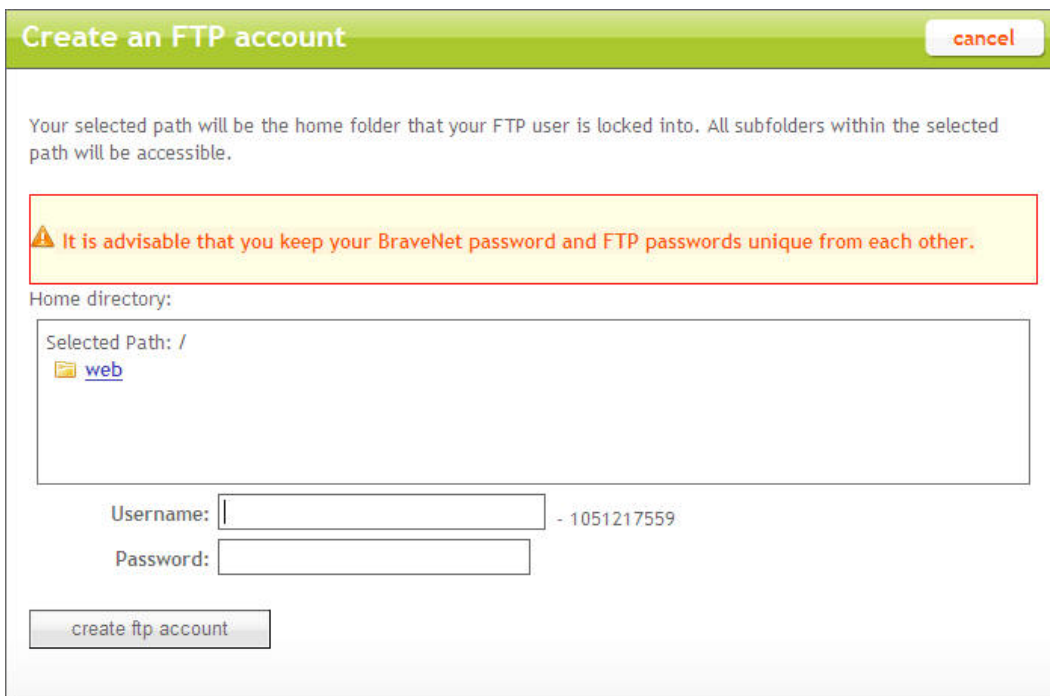 Create an FTP account
cancel
Your selected path will be the home folder that your FTP user is locked into. All subfolders within the selected
path will be accessible.
It is advisable that you keep your BraveNet password and FTP passwords unique from each other.
Home directory:
Selected Path: /
web
Username: - 1051217559
Password:
create ftp account